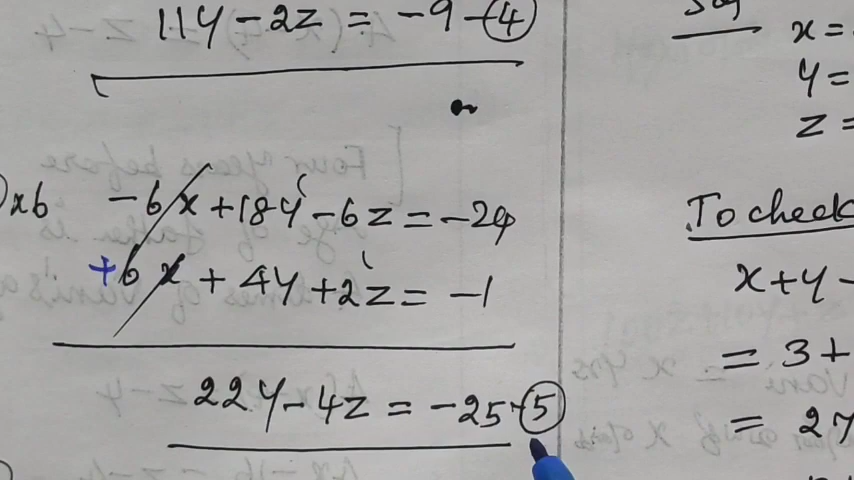 11y - 2z = -9 - ④
x6 -6x + 18y - 6z = -24
+6x + 4y + 2z = -1
22y - 4z = -25 - ⑤
x =
y =
z =
To check
x + y -
= 3 +
= 27